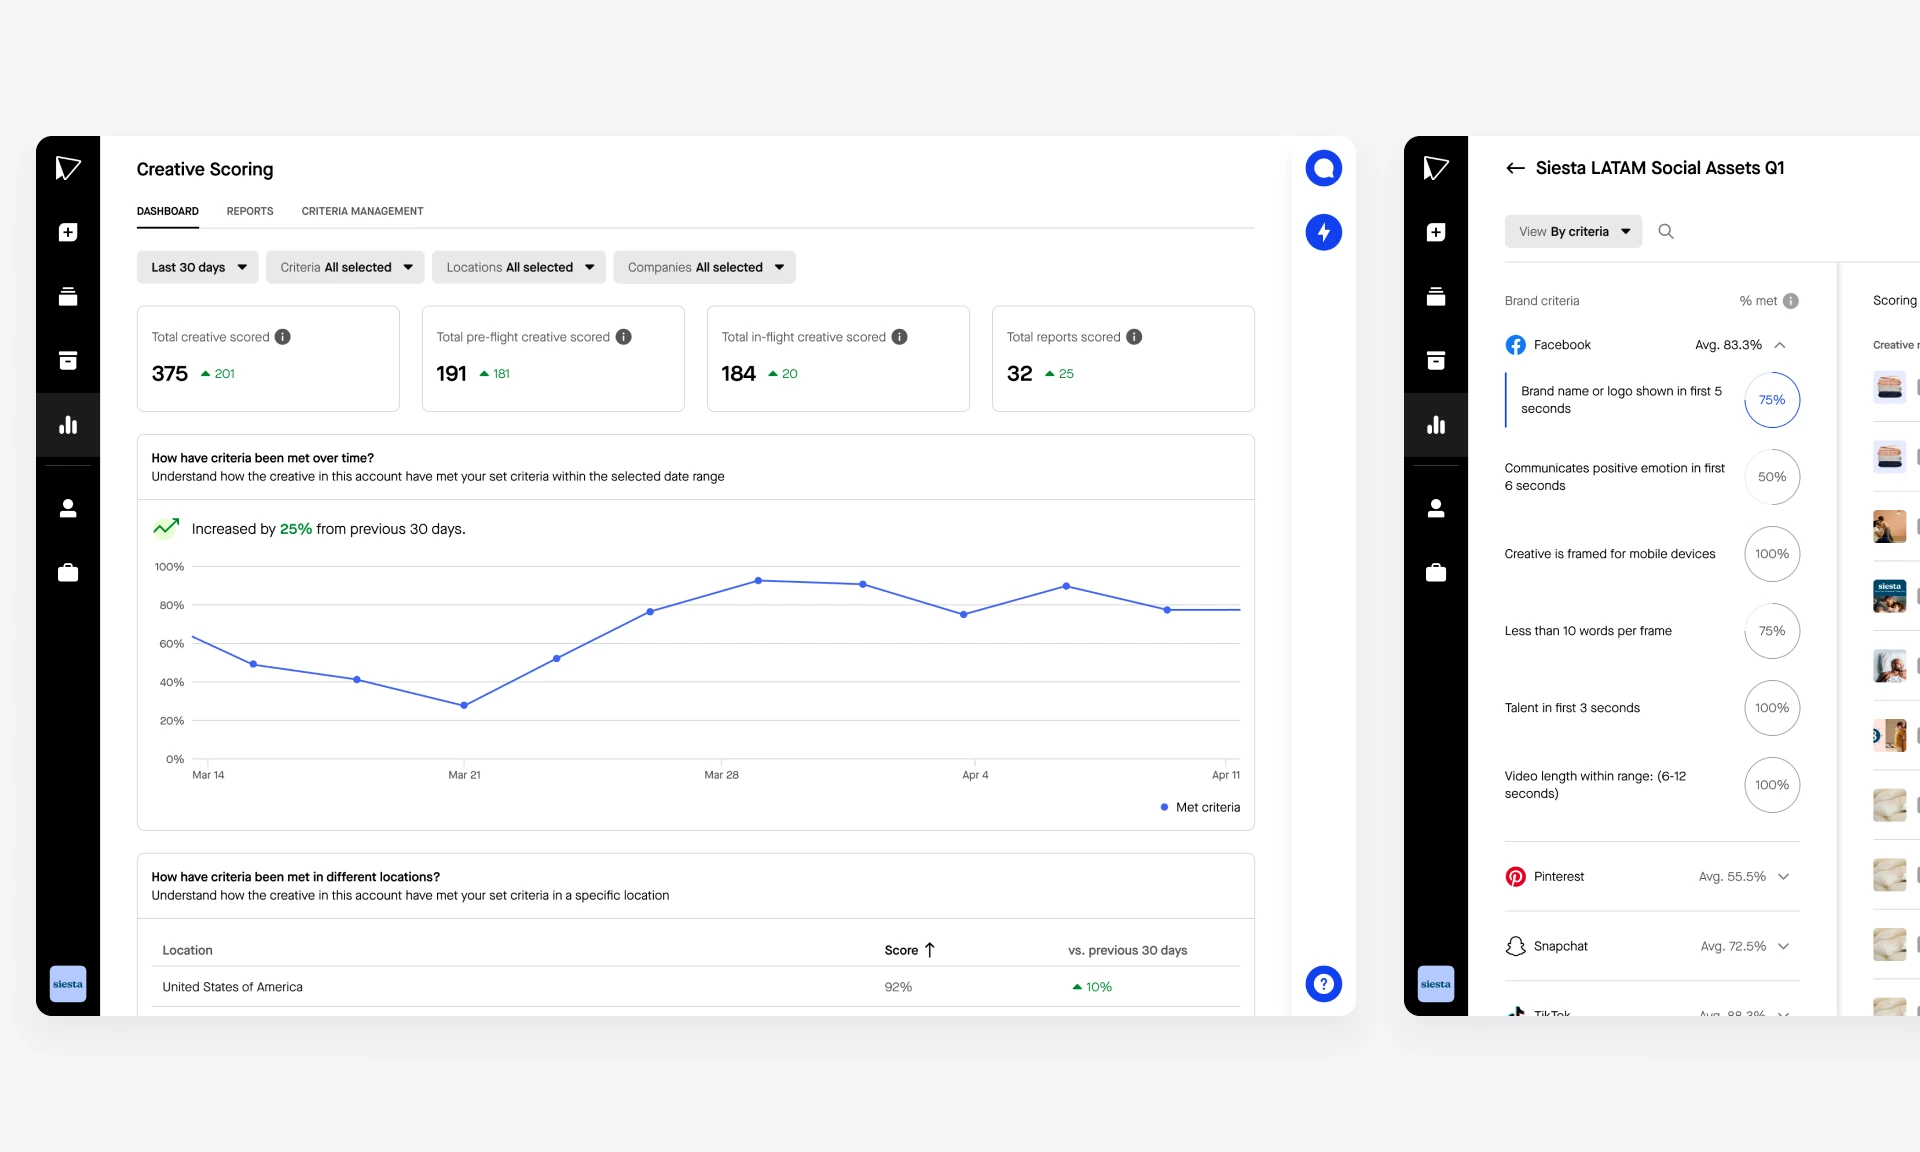 Creative Scoring
DASHBOARD REPORTS CRITERIA MANAGEMENT
Last 30 days Criteria All selected Locations All selected Companies All selected
Total creative scored
375 201
Total pre-flight creative scored
191 181
Total in-flight creative scored
184 20
Total reports scored
32 25
How have criteria been met over time?
Understand how the creative in this account have met your set criteria within the selected date range
Increased by 25% from previous 30 days.
100%
80%
60%
40%
20%
0%
Mar 14 Mar 21 Mar 28 Apr 4 Apr 11
Met criteria
How have criteria been met in different locations?
Understand how the creative in this account have met your set criteria in a specific location
Location Score vs. previous 30 days
United States of America 92% 10%
siesta
Siesta LATAM Social Assets Q1
View By criteria
Brand criteria % met
Facebook Avg. 83.3%
Brand name or logo shown in first 5
seconds
75%
Communicates positive emotion in first
6 seconds
50%
Creative is framed for mobile devices 100%
Less than 10 words per frame 75%
Talent in first 3 seconds 100%
Video length within range: (6-12
seconds)
100%
Pinterest Avg. 55.5%
Snapchat Avg. 72.5%
TikTok Avg. 88.3%
siesta
Scoring
Creative
siesta